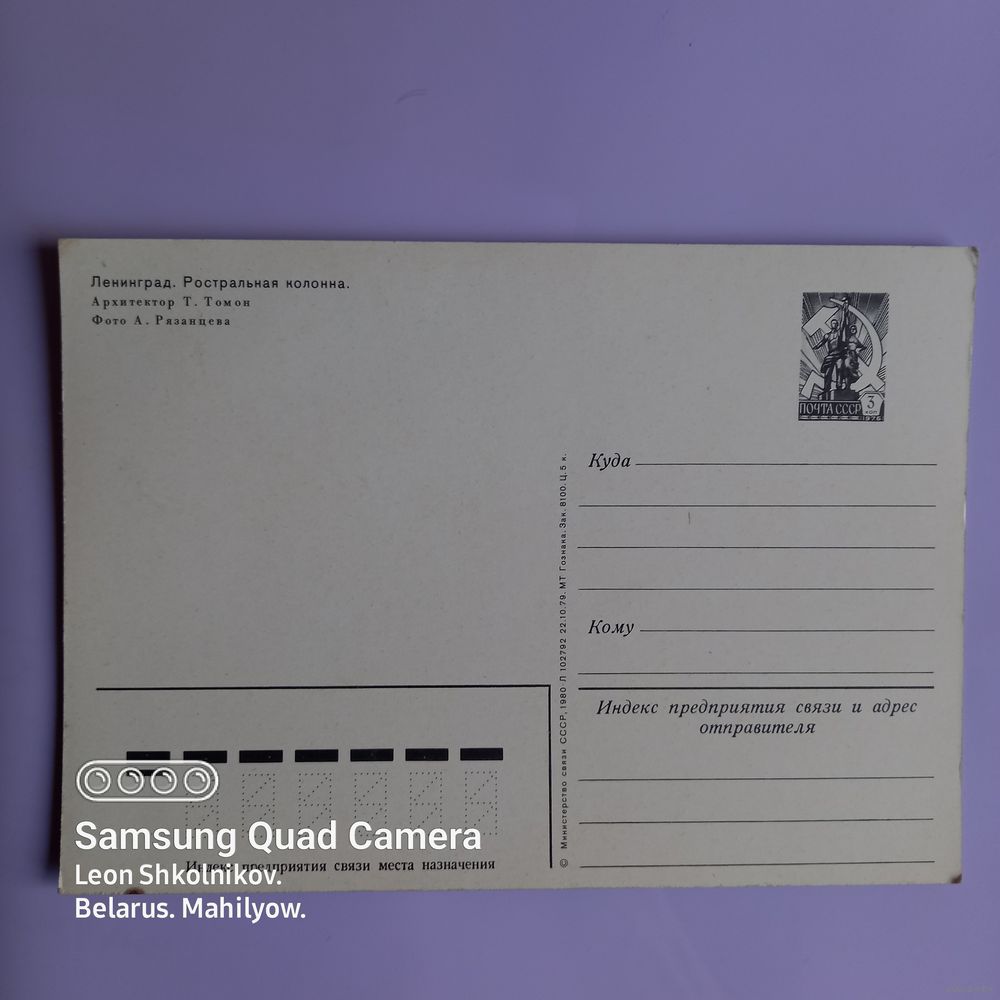 Ленинград. Ростральная колонна.
Архитектор Т. Томон
Фото А. Рязанцева
ПОЧТА СССР 3 коп
1976
Куда
Кому
Индекс предприятия связи и адрес
отправителя
© Министерство связи СССР, 1980 Л 102792 22.10.79. МТ Гознака. Зак. 8100. Ц. 5 к.
Индекс предприятия связи места назначения
Samsung Quad Camera
Leon Shkolnikov.
Belarus. Mahilyow.